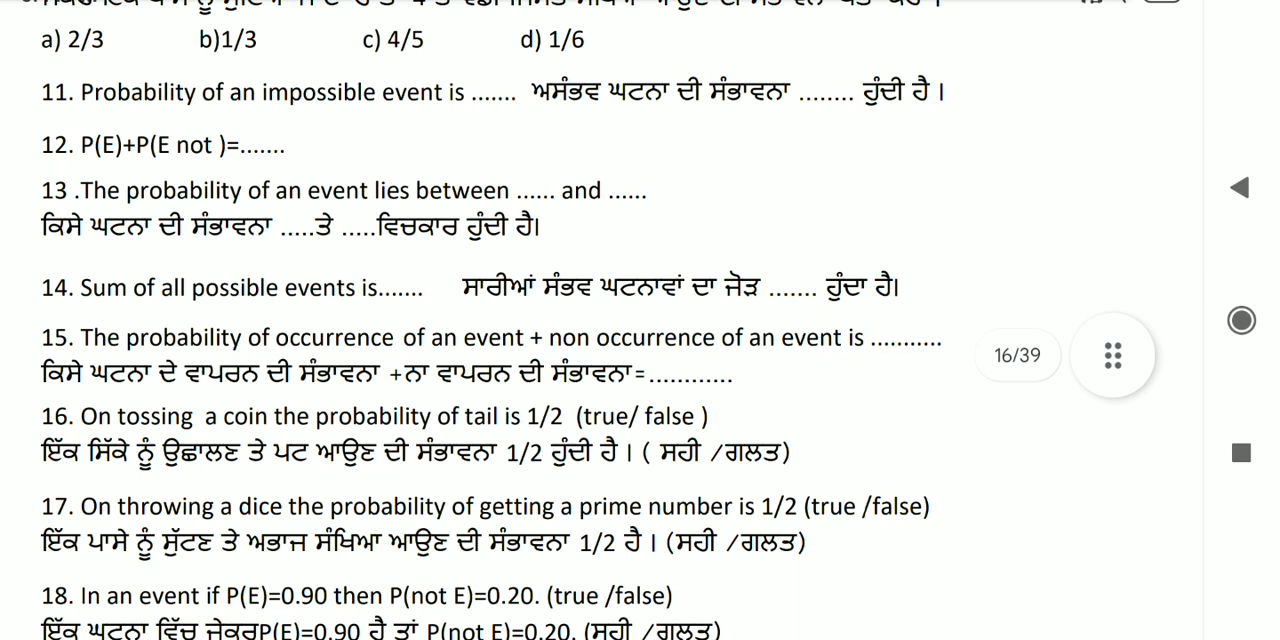 a) 2/3 b)1/3 c) 4/5 d) 1/6
11. Probability of an impossible event is ....... ਅਸੰਭਵ ਘਟਨਾ ਦੀ ਸੰਭਾਵਨਾ ........ ਹੁੰਦੀ ਹੈ ।
12. P(E)+P(E not )=.......
13 .The probability of an event lies between ...... and ......
ਕਿਸੇ ਘਟਨਾ ਦੀ ਸੰਭਾਵਨਾ .....ਤੇ .....ਵਿਚਕਾਰ ਹੁੰਦੀ ਹੈ।
14. Sum of all possible events is....... ਸਾਰੀਆਂ ਸੰਭਵ ਘਟਨਾਵਾਂ ਦਾ ਜੋੜ ....... ਹੁੰਦਾ ਹੈ।
15. The probability of occurrence of an event + non occurrence of an event is ...........
ਕਿਸੇ ਘਟਨਾ ਦੇ ਵਾਪਰਨ ਦੀ ਸੰਭਾਵਨਾ +ਨਾ ਵਾਪਰਨ ਦੀ ਸੰਭਾਵਨਾ=............
16/39
16. On tossing a coin the probability of tail is 1/2 (true/ false )
ਇੱਕ ਸਿੱਕੇ ਨੂੰ ਉਛਾਲਣ ਤੇ ਪਟ ਆਉਣ ਦੀ ਸੰਭਾਵਨਾ 1/2 ਹੁੰਦੀ ਹੈ । ( ਸਹੀ /ਗਲਤ)
17. On throwing a dice the probability of getting a prime number is 1/2 (true /false)
ਇੱਕ ਪਾਸੇ ਨੂੰ ਸੁੱਟਣ ਤੇ ਅਭਾਜ ਸੰਖਿਆ ਆਉਣ ਦੀ ਸੰਭਾਵਨਾ 1/2 ਹੈ । (ਸਹੀ /ਗਲਤ)
18. In an event if P(E)=0.90 then P(not E)=0.20. (true /false)
ਇੱਕ ਘਟਨਾ ਵਿੱਚ ਜੇਕਰP(E)=0.90 ਹੈ ਤਾਂ P(not E)=0.20. (ਸਹੀ /ਗਲਤ)